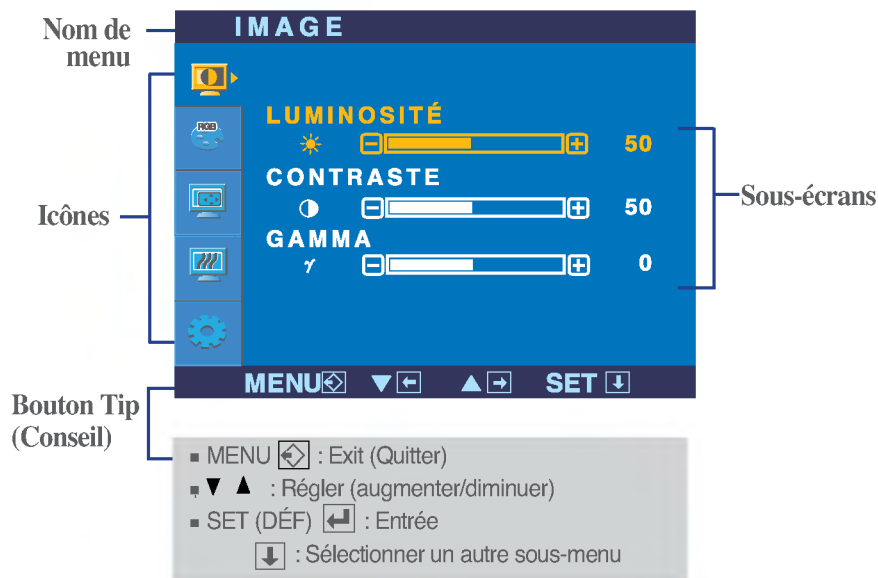 Nom de
menu
IMAGE
RGB
LUMINOSITÉ
50
CONTRASTE
50
GAMMA
γ 0
Icônes
Sous-écrans
MENU ▼ ← ▲ → SET ↓
Bouton Tip
(Conseil)
▪ MENU : Exit (Quitter)
▪ ▼ ▲ : Régler (augmenter/diminuer)
▪ SET (DÉF) ↵ : Entrée
↓ : Sélectionner un autre sous-menu